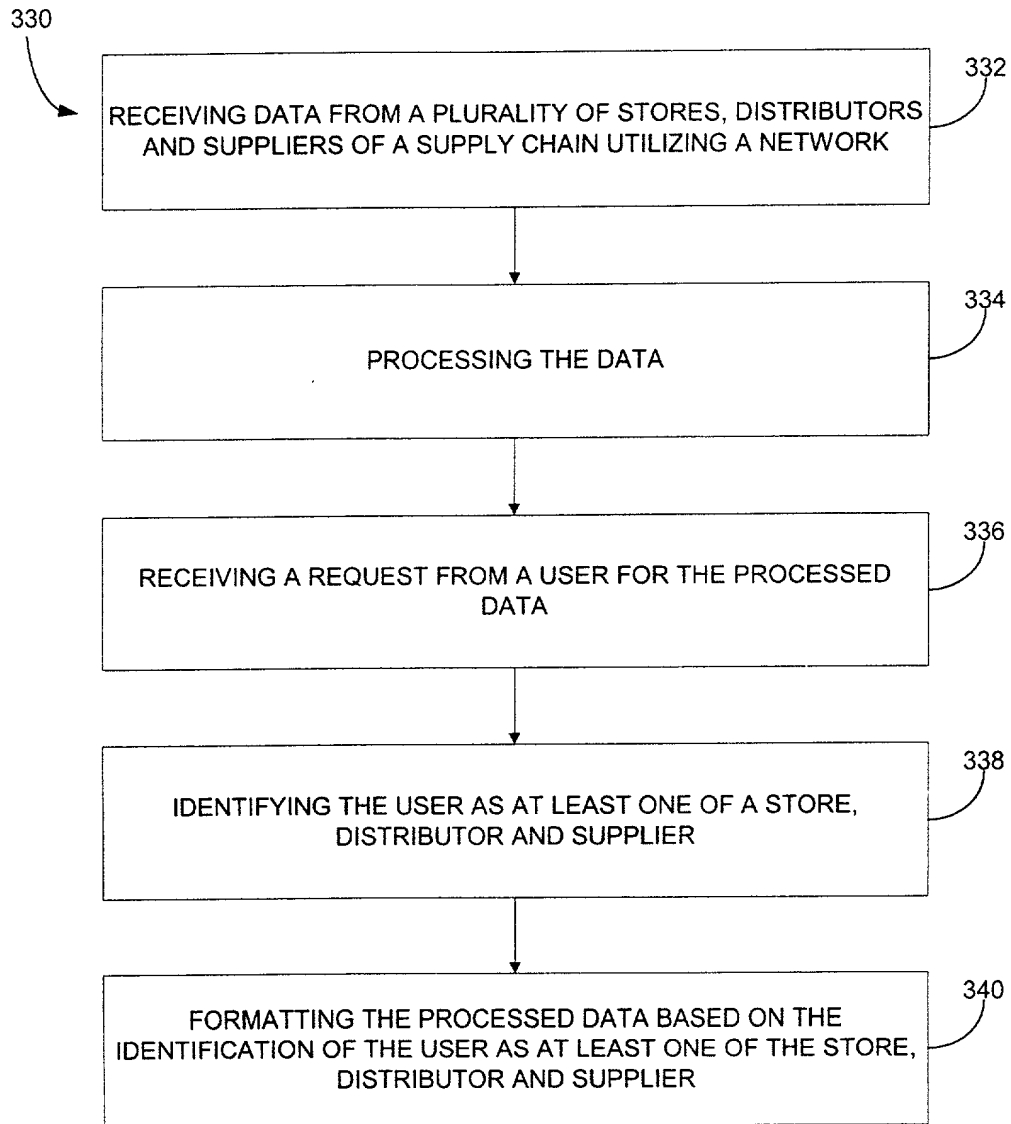 330
332
RECEIVING DATA FROM A PLURALITY OF STORES, DISTRIBUTORS
AND SUPPLIERS OF A SUPPLY CHAIN UTILIZING A NETWORK
334
PROCESSING THE DATA
336
RECEIVING A REQUEST FROM A USER FOR THE PROCESSED
DATA
338
IDENTIFYING THE USER AS AT LEAST ONE OF A STORE,
DISTRIBUTOR AND SUPPLIER
340
FORMATTING THE PROCESSED DATA BASED ON THE
IDENTIFICATION OF THE USER AS AT LEAST ONE OF THE STORE,
DISTRIBUTOR AND SUPPLIER